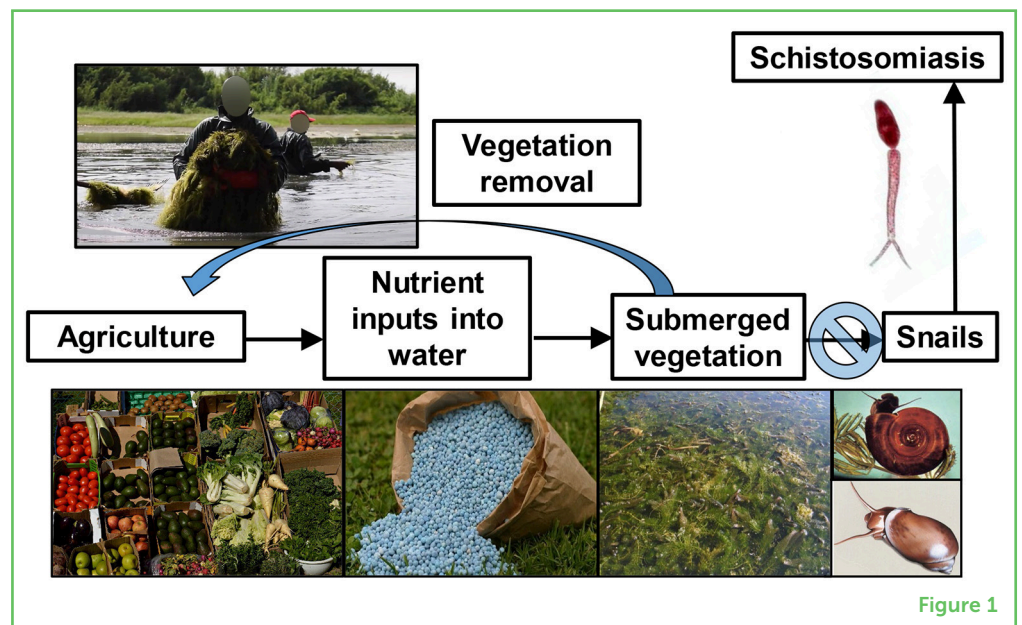 Schistosomiasis
Vegetation
removal
Agriculture
Nutrient
inputs into
water
Submerged
vegetation
Snails
Figure 1